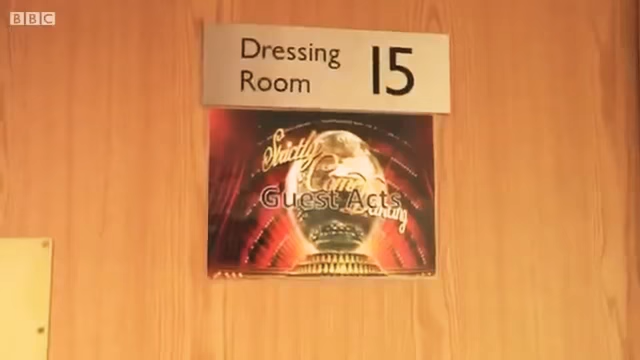 BBC
Dressing
Room 15
Strictly
Come
Guest Acts
Dancing